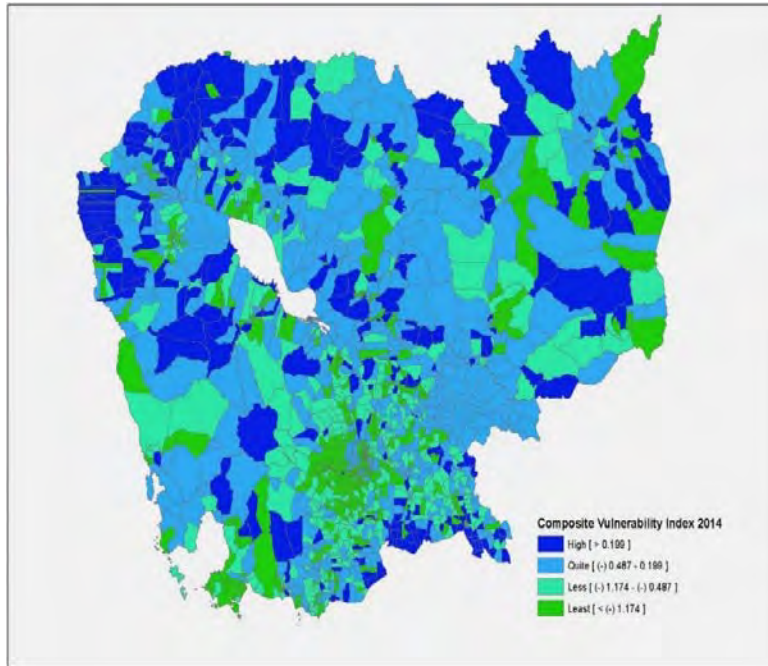 Composite Vulnerability Index 2014
High [ > 0.199 ]
Quite [ (-) 0.487 - 0.199 ]
Less [ (-) 1.174 - (-) 0.487 ]
Least [ < (-) 1.174 ]